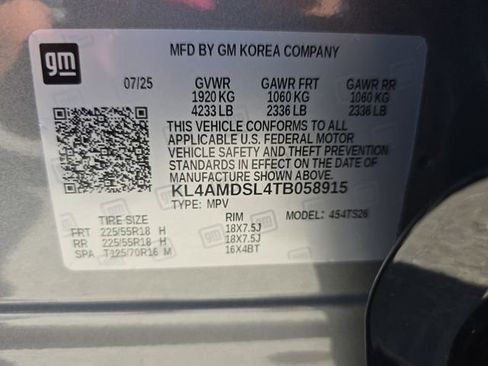 gm
MFD BY GM KOREA COMPANY
07/25 GVWR GAWR FRT GAWR RR
1920 KG 1060 KG 1060 KG
4233 LB 2336 LB 2336 LB
THIS VEHICLE CONFORMS TO ALL
APPLICABLE U.S. FEDERAL MOTOR
VEHICLE SAFETY AND THEFT PREVENTION
STANDARDS IN EFFECT ON THE DATE OF
MANUFACTURE SHOWN ABOVE.
KL4AMDSL4TB058915
TYPE: MPV MODEL: 4S4TS26
TIRE SIZE RIM
FRT 225/55R18 H 18X7.5J
RR 225/55R18 H 18X7.5J
SPA T125/70R16 M 16X4BT